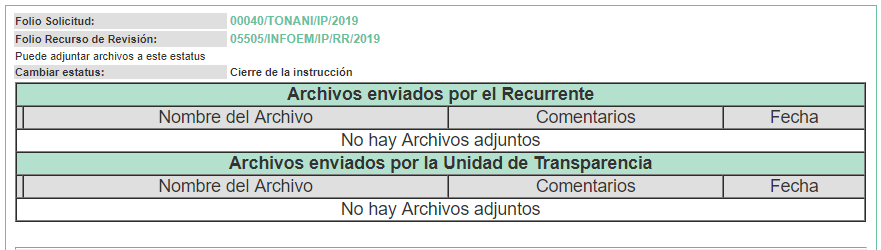 Folio Solicitud: 00040/TONANI/IP/2019
Folio Recurso de Revisión: 05505/INFOEM/IP/RR/2019
Puede adjuntar archivos a este estatus
Cambiar estatus: Cierre de la instrucción
Archivos enviados por el Recurrente
Nombre del Archivo Comentarios Fecha
No hay Archivos adjuntos
Archivos enviados por la Unidad de Transparencia
Nombre del Archivo Comentarios Fecha
No hay Archivos adjuntos